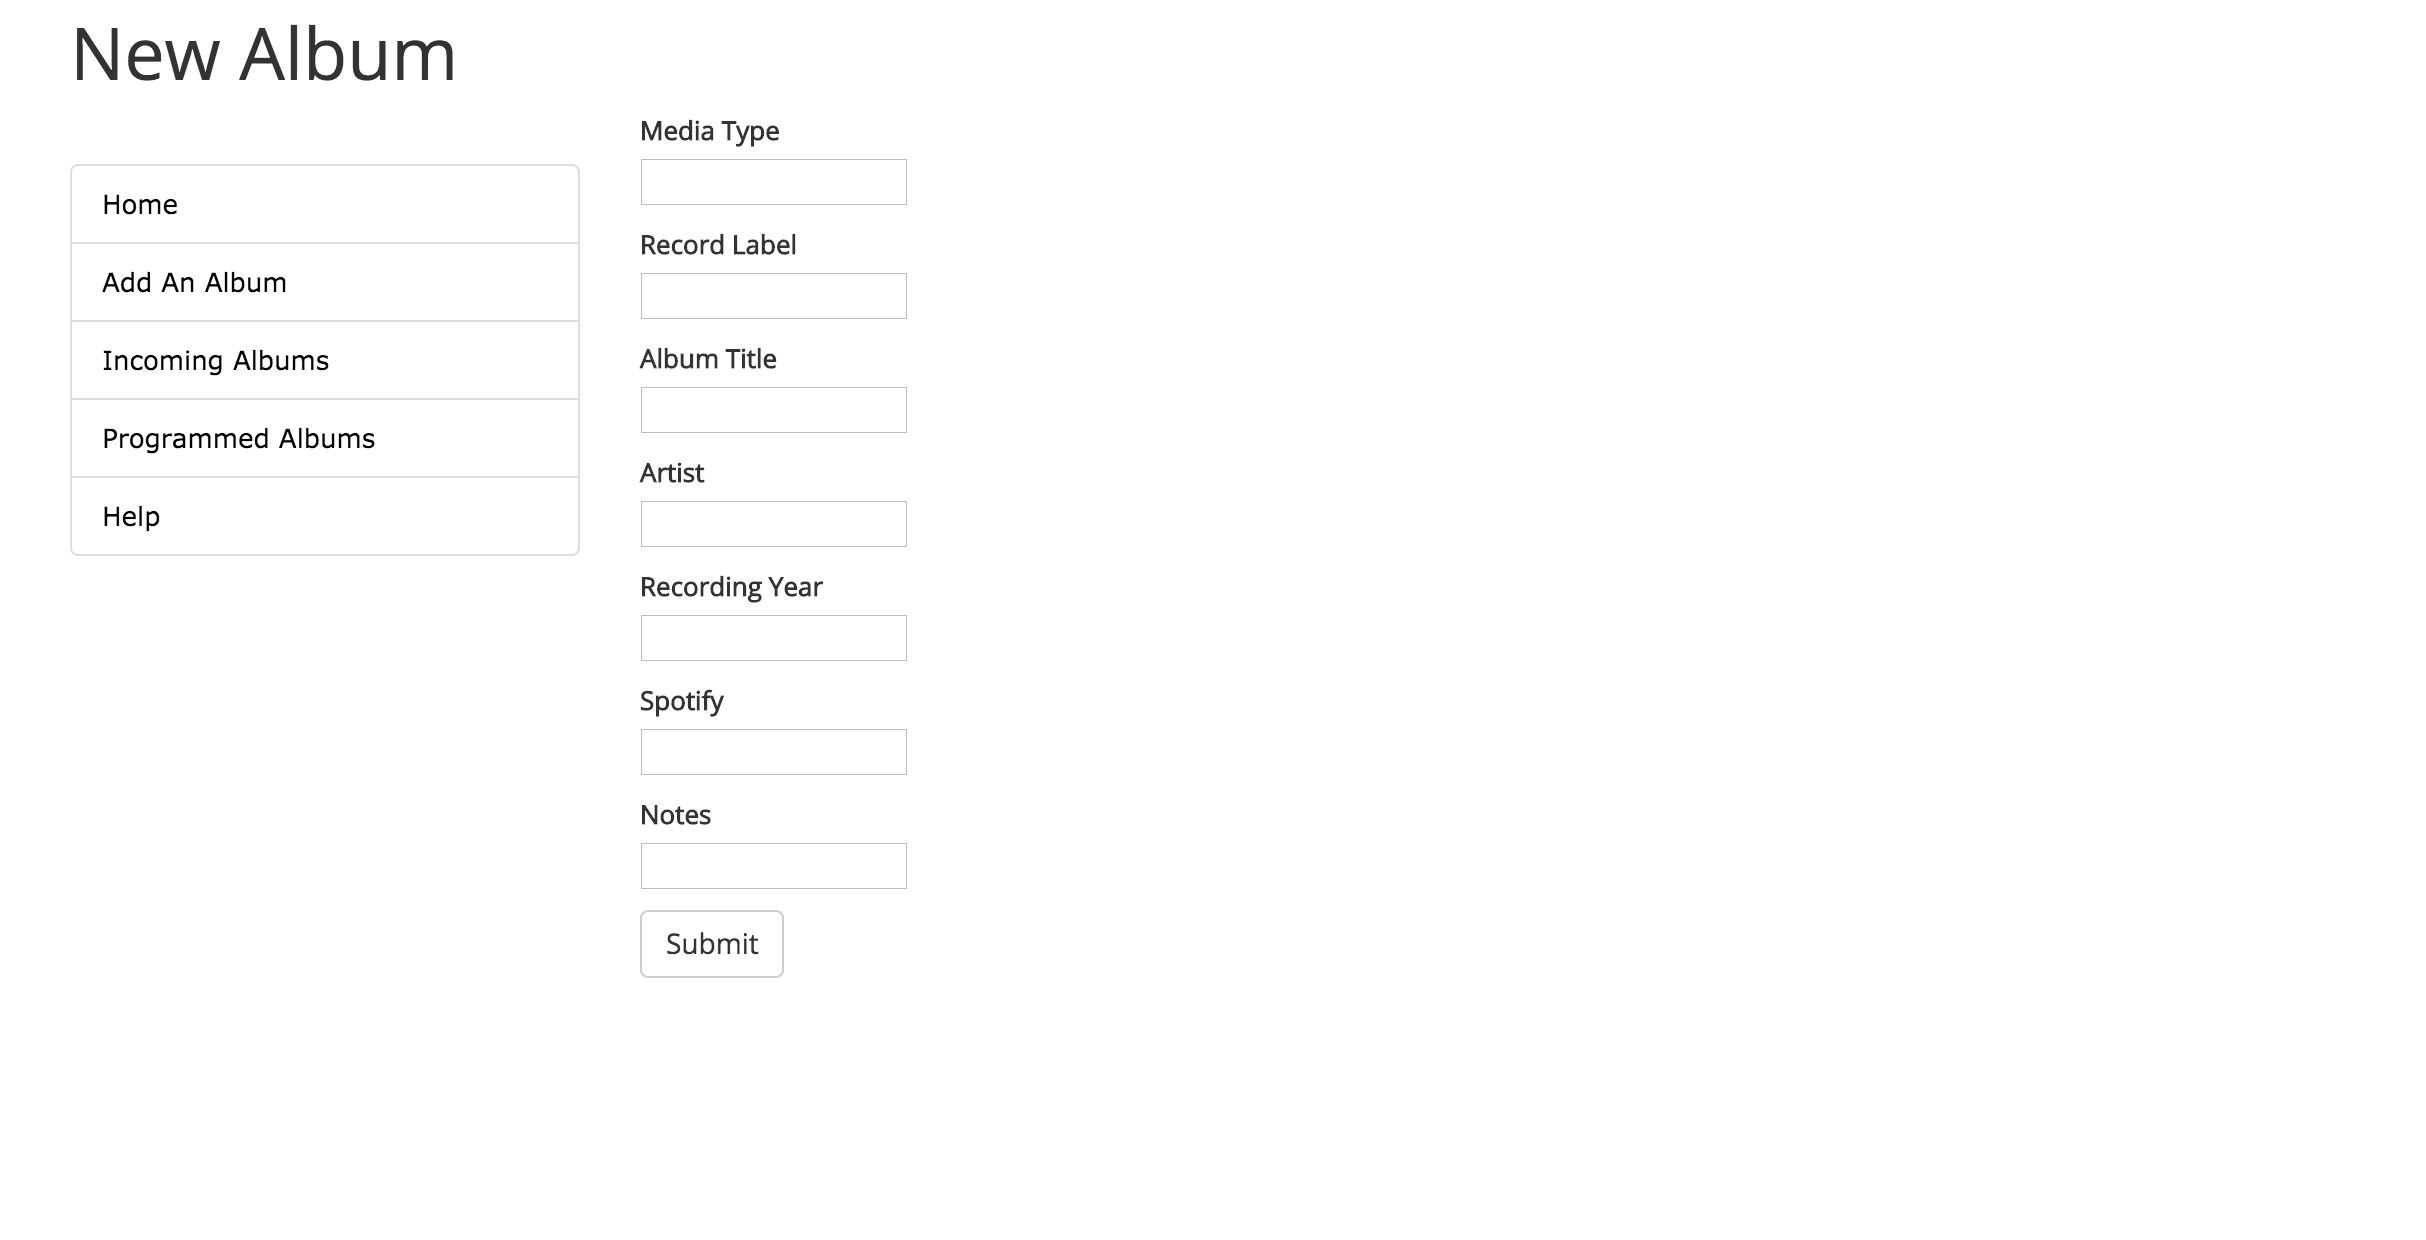 New Album
Home
Add An Album
Incoming Albums
Programmed Albums
Help
Media Type
Record Label
Album Title
Artist
Recording Year
Spotify
Notes
Submit